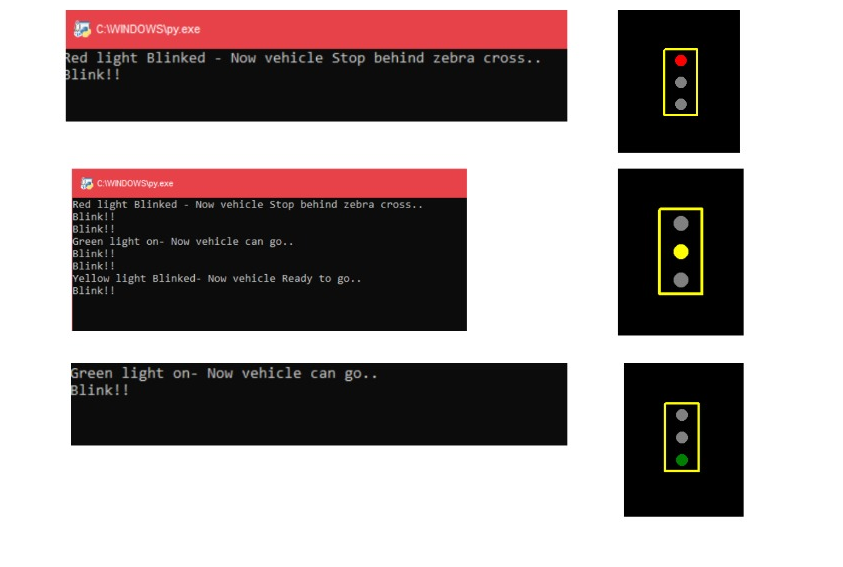 C:\WINDOWS\py.exe
Red light Blinked - Now vehicle Stop behind zebra cross..
Blink!!
C:\WINDOWS\py.exe
Red light Blinked - Now vehicle Stop behind zebra cross..
Blink!!
Blink!!
Green light on- Now vehicle can go..
Blink!!
Blink!!
Yellow light Blinked- Now vehicle Ready to go..
Blink!!
Green light on- Now vehicle can go..
Blink!!